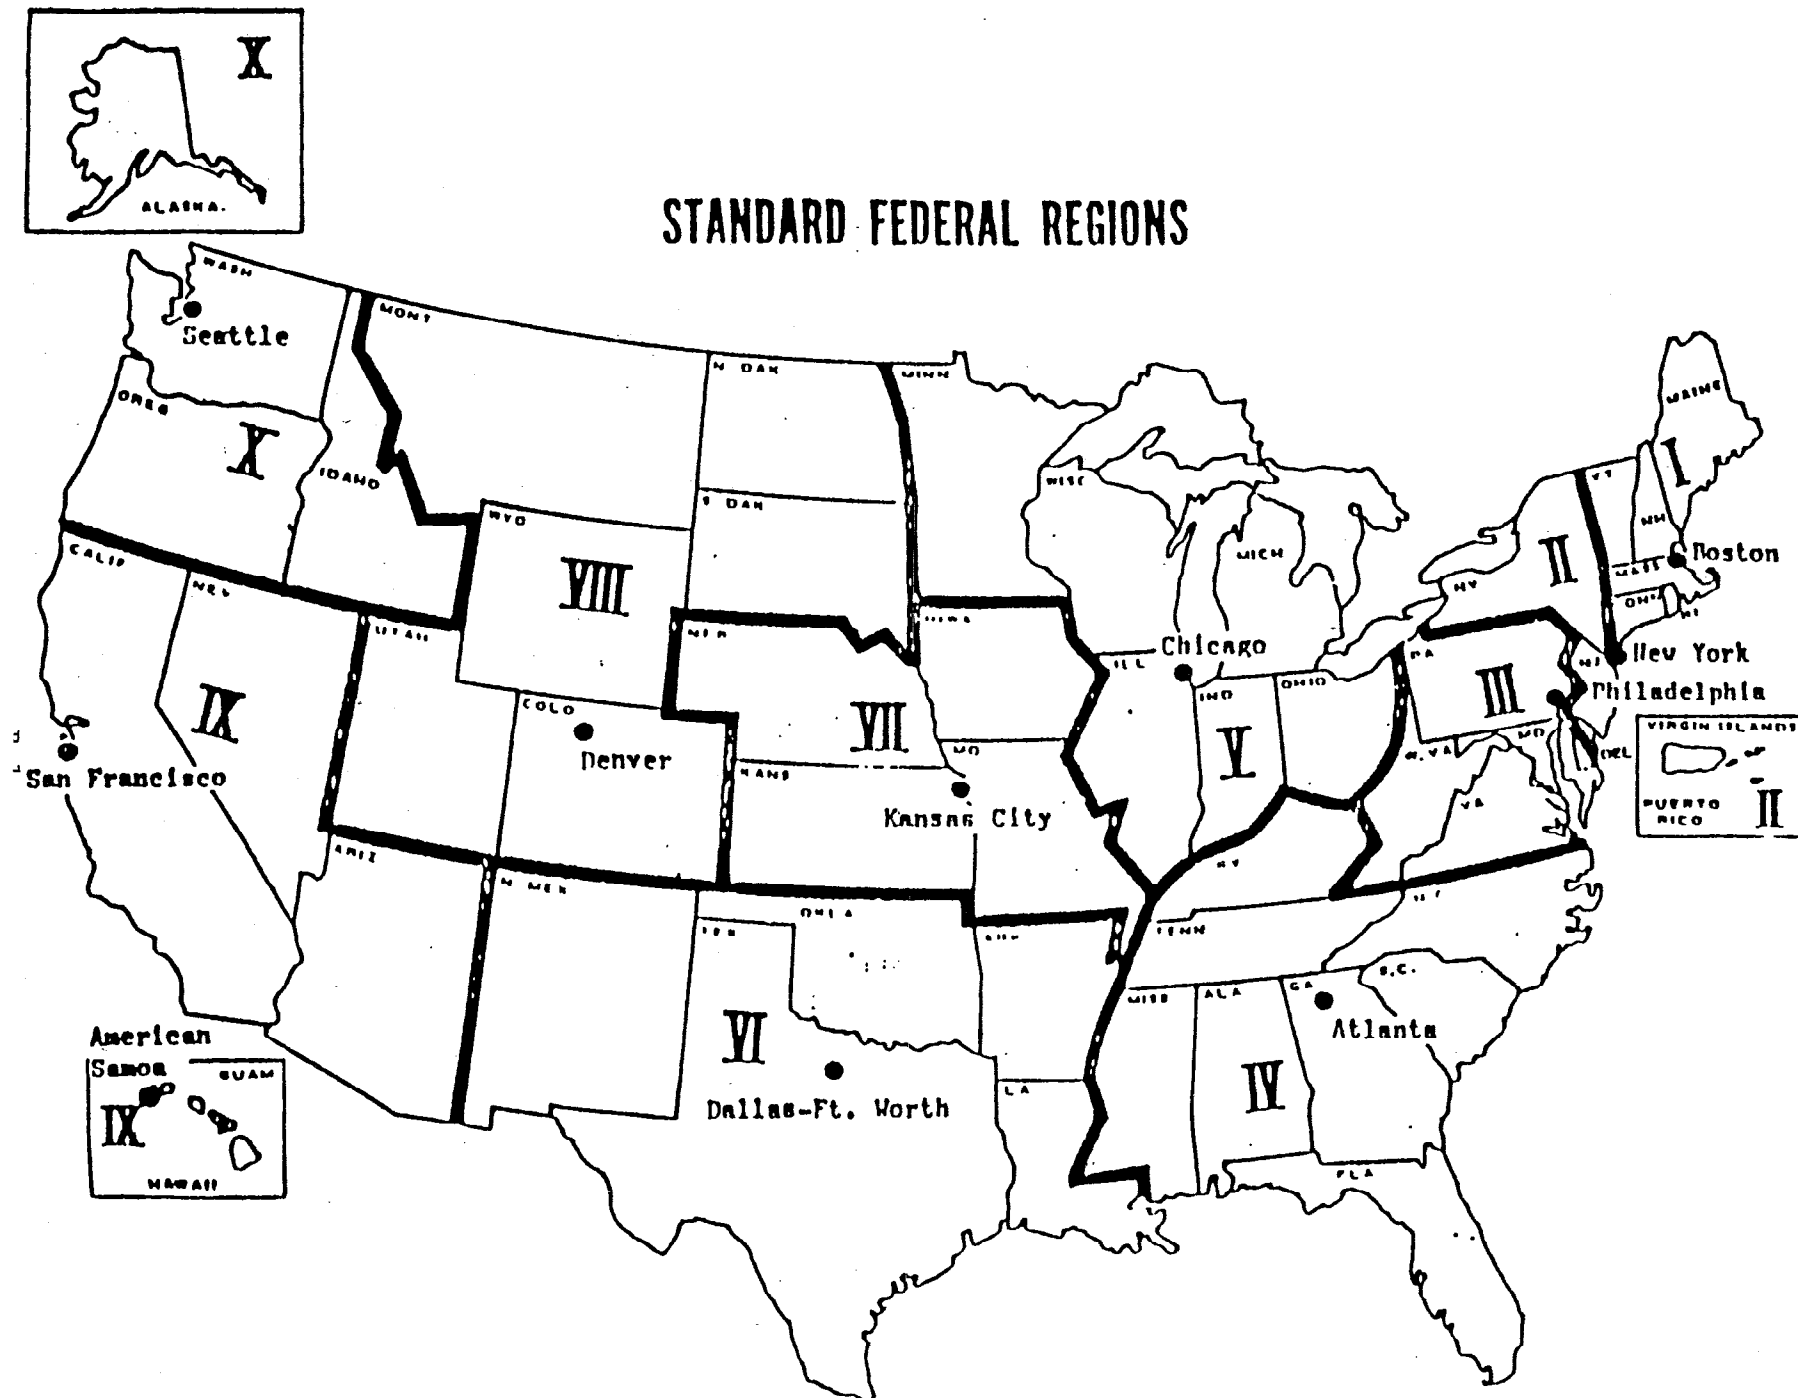 X
ALASKA.
STANDARD FEDERAL REGIONS
WASH
Seattle
MONT
N DAK
MINN
OREG
X
IDAHO
S DAK
WISC
MICH
MAINE
I
VT
NH
II
NY
MASS
Boston
RI
CALIF
NEV
WYO
VIII
UTAH
NEB
ILL
Chicago
IND
OHIO
PA
NJ
New York
III
Philadelphia
IX
COLO
Denver
VII
MO
V
W.VA
MD
DEL
VIRGIN ISLANDS
PUERTO
RICO
II
San Francisco
KANS
Kansas City
VA
KY
ARIZ
N MEX
OKLA
TEX
TENN
S.C.
MISS
ALA
GA
Atlanta
VI
Dallas-Ft. Worth
LA
IV
FLA
American
Samoa
GUAM
IX
HAWAII